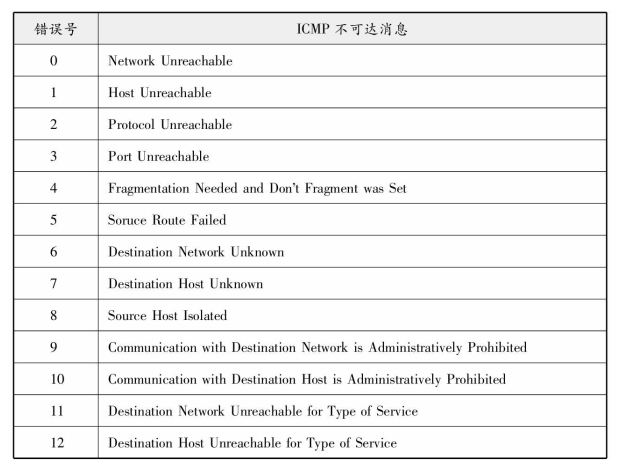 错误号 ICMP 不可达消息
0 Network Unreachable
1 Host Unreachable
2 Protocol Unreachable
3 Port Unreachable
4 Fragmentation Needed and Don't Fragment was Set
5 Soruce Route Failed
6 Destination Network Unknown
7 Destination Host Unknown
8 Source Host Isolated
9 Communication with Destination Network is Administratively Prohibited
10 Communication with Destination Host is Administratively Prohibited
11 Destination Network Unreachable for Type of Service
12 Destination Host Unreachable for Type of Service